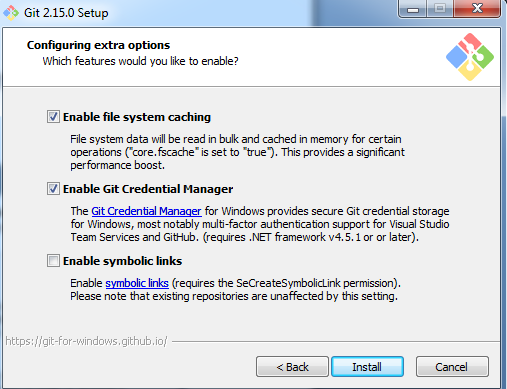 Git 2.15.0 Setup
Configuring extra options
Which features would you like to enable?
Enable file system caching
File system data will be read in bulk and cached in memory for certain
operations ("core.fscache" is set to "true"). This provides a significant
performance boost.
Enable Git Credential Manager
The Git Credential Manager for Windows provides secure Git credential storage
for Windows, most notably multi-factor authentication support for Visual Studio
Team Services and GitHub. (requires .NET framework v4.5.1 or or later).
Enable symbolic links
Enable symbolic links (requires the SeCreateSymbolicLink permission).
Please note that existing repositories are unaffected by this setting.
https://git-for-windows.github.io/
< Back
Install
Cancel